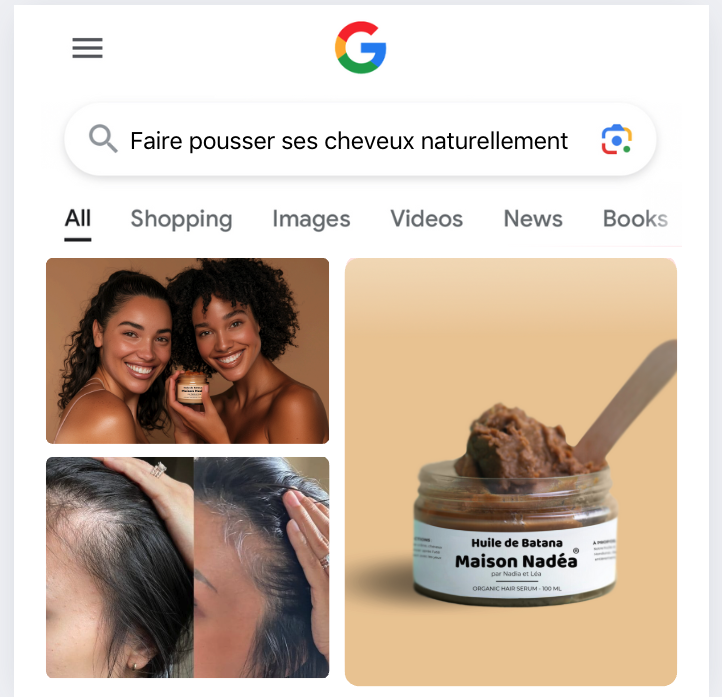 Faire pousser ses cheveux naturellement
All Shopping Images Videos News Books
Huile de Batana
Maison Nadéa®
par Nadia et Léa
ORGANIC HAIR SERUM - 100 ML